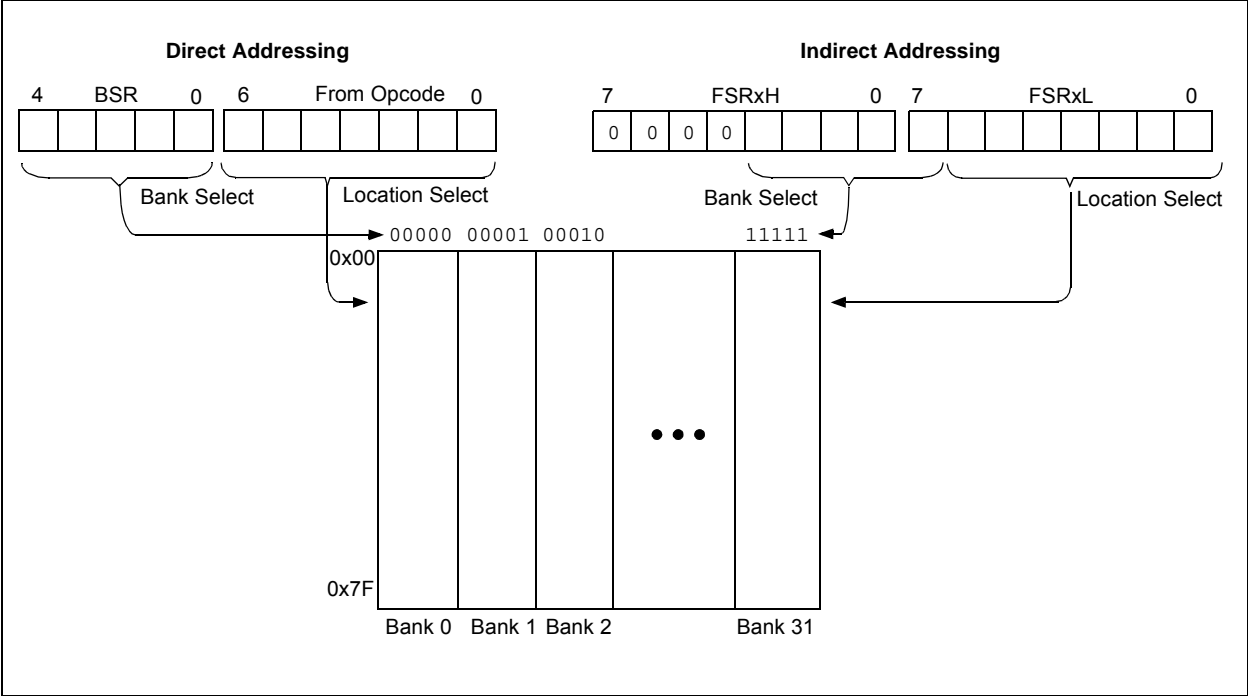 Direct Addressing Indirect Addressing
4 BSR 0 6 From Opcode 0 7 FSRxH 0 7 FSRxL 0
0 0 0 0
Bank Select Location Select Bank Select Location Select
00000 00001 00010 11111
0x00
0x7F
Bank 0 Bank 1 Bank 2 Bank 31